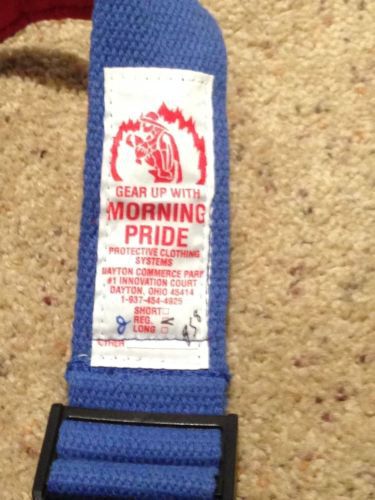 GEAR UP WITH
MORNING
PRIDE
PROTECTIVE CLOTHING
SYSTEMS
DAYTON COMMERCE PARK
#1 INNOVATION COURT
DAYTON, OHIO 45414
1-937-454-4925
SHORT
REG.
LONG
OTHER